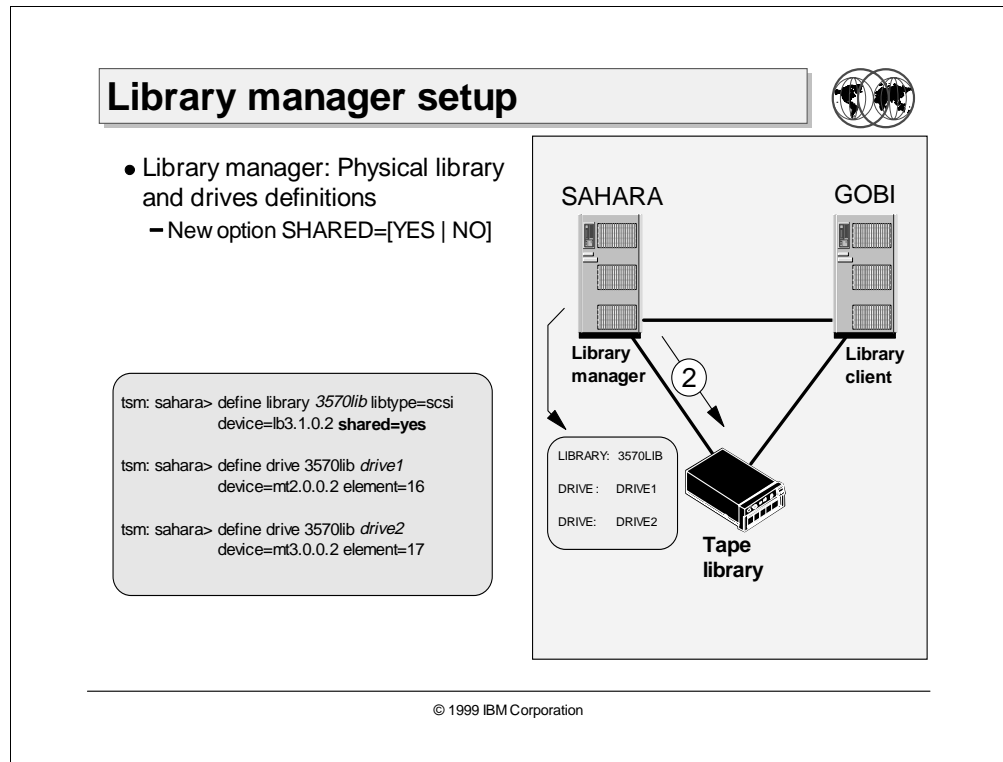 Library manager setup
Library manager: Physical library
and drives definitions
New option SHARED=[YES | NO]
tsm: sahara> define library 3570lib libtype=scsi
device=lb3.1.0.2 shared=yes
tsm: sahara> define drive 3570lib drive1
device=mt2.0.0.2 element=16
tsm: sahara> define drive 3570lib drive2
device=mt3.0.0.2 element=17
SAHARA
GOBI
Library
manager
Library
client
2
LIBRARY: 3570LIB
DRIVE : DRIVE1
DRIVE: DRIVE2
Tape
library
© 1999 IBM Corporation